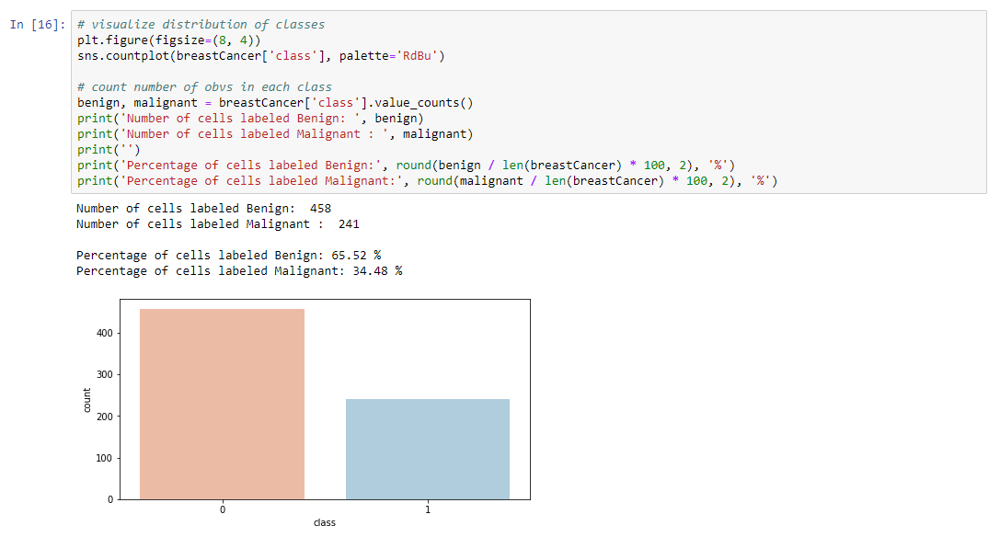 In [16]:
# visualize distribution of classes
plt.figure(figsize=(8, 4))
sns.countplot(breastCancer['class'], palette='RdBu')
# count number of obvs in each class
benign, malignant = breastCancer['class'].value_counts()
print('Number of cells labeled Benign: ', benign)
print('Number of cells labeled Malignant : ', malignant)
print('')
print('Percentage of cells labeled Benign:', round(benign / len(breastCancer) * 100, 2), '%')
print('Percentage of cells labeled Malignant:', round(malignant / len(breastCancer) * 100, 2), '%')
Number of cells labeled Benign:  458
Number of cells labeled Malignant :  241
Percentage of cells labeled Benign: 65.52 %
Percentage of cells labeled Malignant: 34.48 %
400
300
200
100
0
count
0 1
class